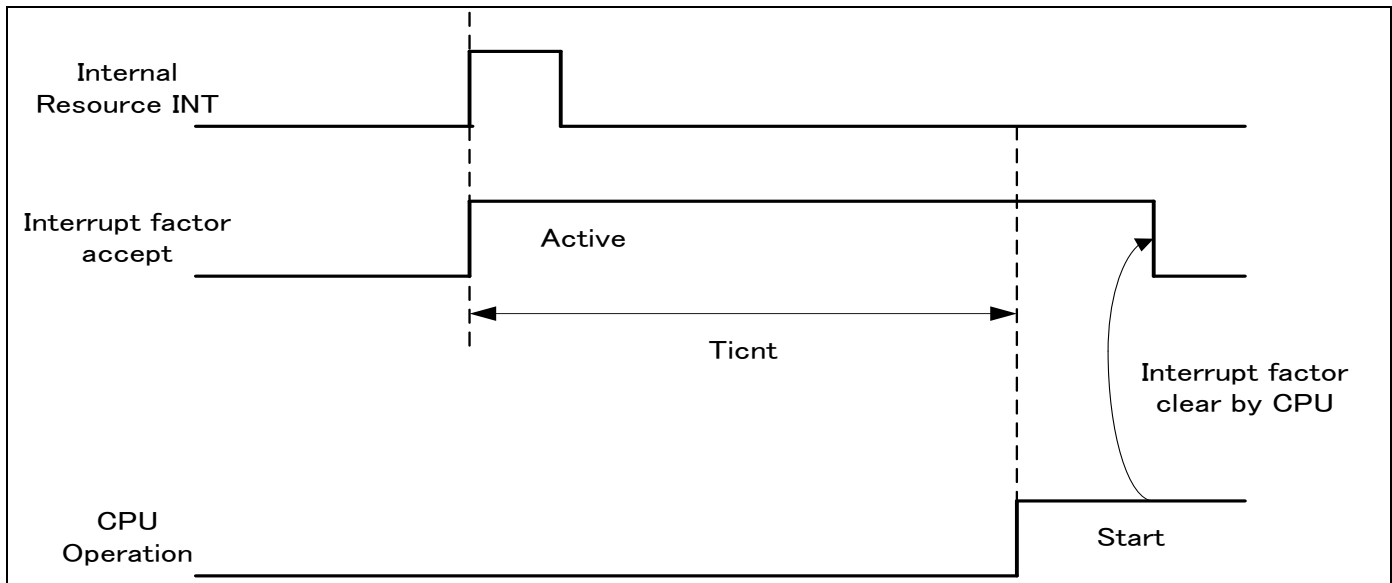 Internal
Resource INT
Interrupt factor
accept
Active
Ticnt
Interrupt factor
clear by CPU
CPU
Operation
Start